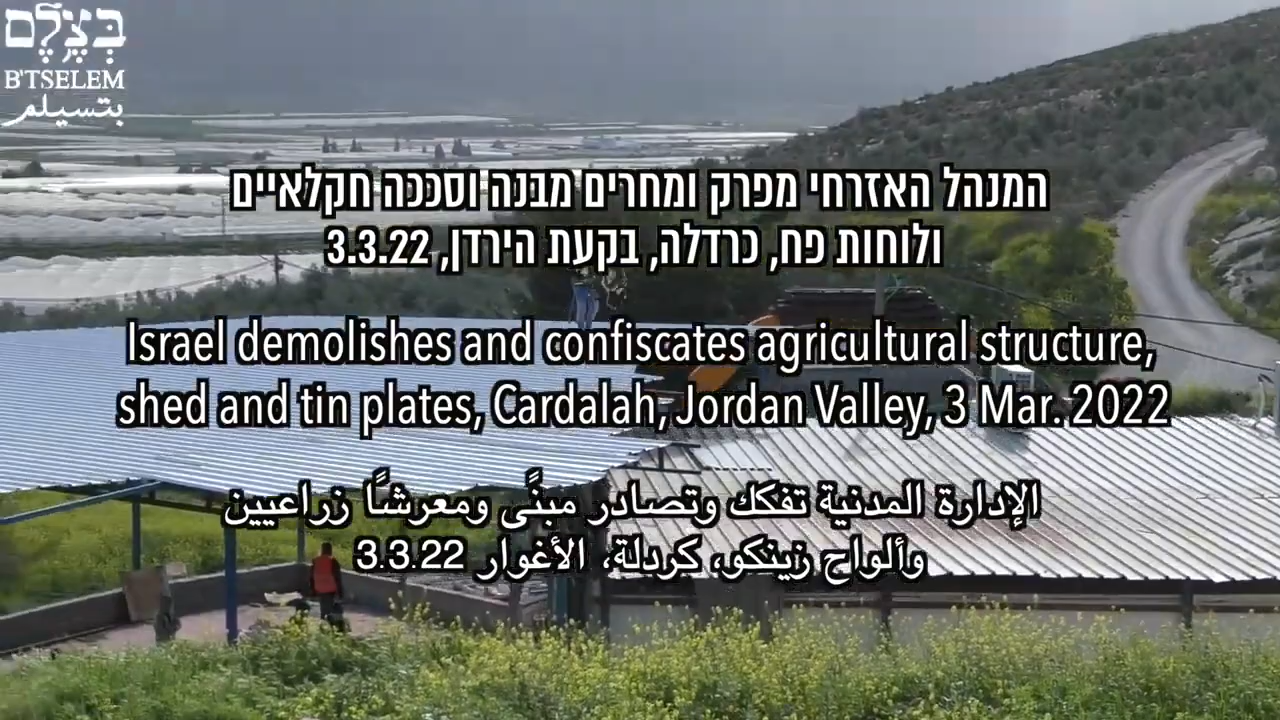 בְּצֶלֶם
B'TSELEM
بتسيلم
המנהל האזרחי מפרק ומחרים מבנה וסככה חקלאיים
ולוחות פח, כרדלה, בקעת הירדן, 3.3.22
Israel demolishes and confiscates agricultural structure,
shed and tin plates, Cardalah, Jordan Valley, 3 Mar. 2022
الإدارة المدنية تفكك وتصادر مبنًى ومعرشًا زراعيين
وألواح زينكو، كردلة، الأغوار 3.3.22